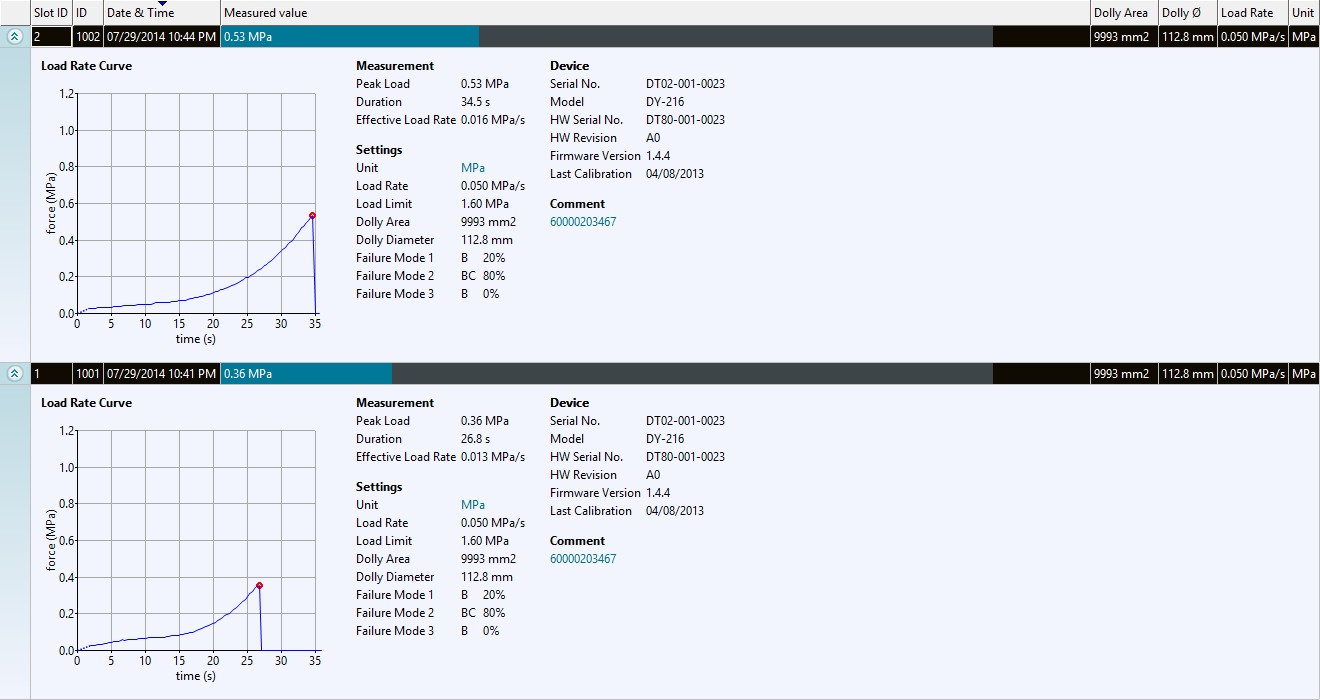 Slot ID ID Date & Time Measured value Dolly Area Dolly Ø Load Rate Unit
2 1002 07/29/2014 10:44 PM 0.53 MPa 9993 mm2 112.8 mm 0.050 MPa/s MPa
Load Rate Curve
1.2
1.0
0.8
0.6
0.4
0.2
0.0
force (MPa)
0 5 10 15 20 25 30 35
time (s)
Measurement
Peak Load 0.53 MPa
Duration 34.5 s
Effective Load Rate 0.016 MPa/s
Settings
Unit MPa
Load Rate 0.050 MPa/s
Load Limit 1.60 MPa
Dolly Area 9993 mm2
Dolly Diameter 112.8 mm
Failure Mode 1 B 20%
Failure Mode 2 BC 80%
Failure Mode 3 B 0%
Device
Serial No. DT02-001-0023
Model DY-216
HW Serial No. DT80-001-0023
HW Revision A0
Firmware Version 1.4.4
Last Calibration 04/08/2013
Comment
60000203467
1 1001 07/29/2014 10:41 PM 0.36 MPa 9993 mm2 112.8 mm 0.050 MPa/s MPa
Load Rate Curve
1.2
1.0
0.8
0.6
0.4
0.2
0.0
force (MPa)
0 5 10 15 20 25 30 35
time (s)
Measurement
Peak Load 0.36 MPa
Duration 26.8 s
Effective Load Rate 0.013 MPa/s
Settings
Unit MPa
Load Rate 0.050 MPa/s
Load Limit 1.60 MPa
Dolly Area 9993 mm2
Dolly Diameter 112.8 mm
Failure Mode 1 B 20%
Failure Mode 2 BC 80%
Failure Mode 3 B 0%
Device
Serial No. DT02-001-0023
Model DY-216
HW Serial No. DT80-001-0023
HW Revision A0
Firmware Version 1.4.4
Last Calibration 04/08/2013
Comment
60000203467